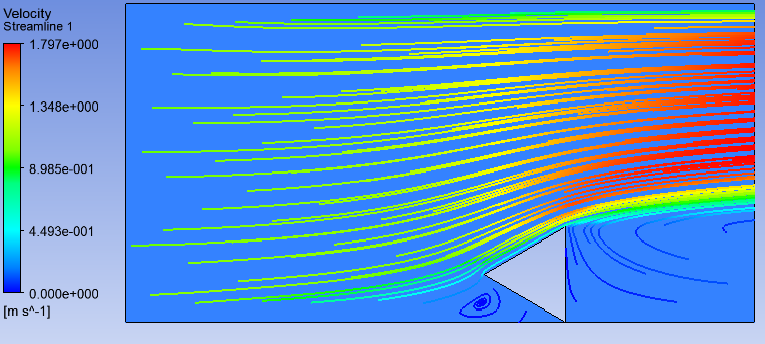 Velocity
Streamline 1
1.797e+000
1.348e+000
8.985e-001
4.493e-001
0.000e+000
[m s^-1]